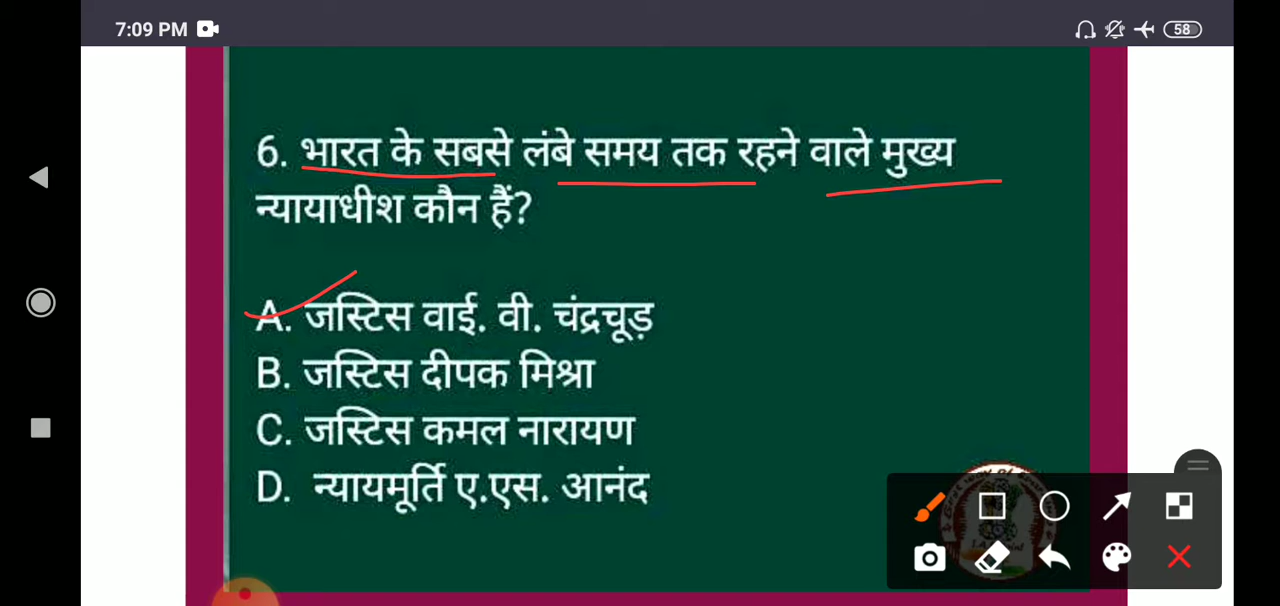 7:09 PM
58
6. भारत के सबसे लंबे समय तक रहने वाले मुख्य
न्यायाधीश कौन हैं?
A. जस्टिस वाई. वी. चंद्रचूड़
B. जस्टिस दीपक मिश्रा
C. जस्टिस कमल नारायण
D. न्यायमूर्ति ए.एस. आनंद